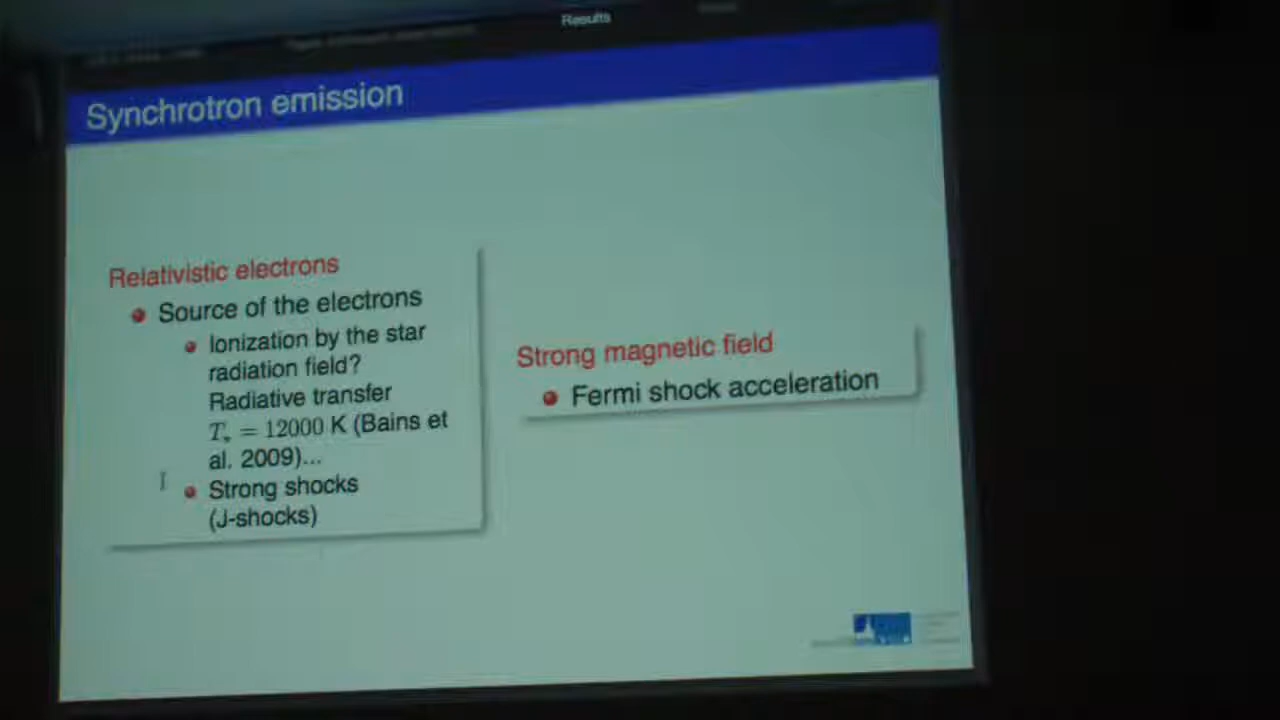 Results
Synchrotron emission
Relativistic electrons
Source of the electrons
Ionization by the star
radiation field?
Radiative transfer
T* = 12000 K (Bains et
al. 2009)...
Strong shocks
(J-shocks)
Strong magnetic field
Fermi shock acceleration